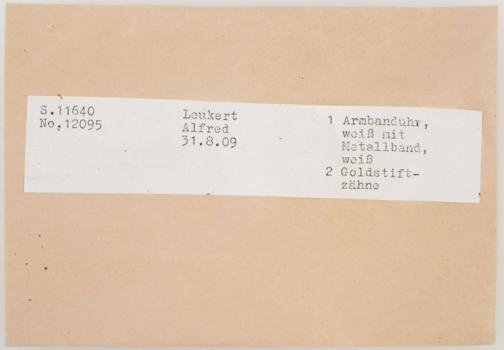 S.11640
No.12095
Leukert
Alfred
31.8.09
1 Armbanduhr,
weiß mit
Metallband,
weiß
2 Goldstift-
zähne